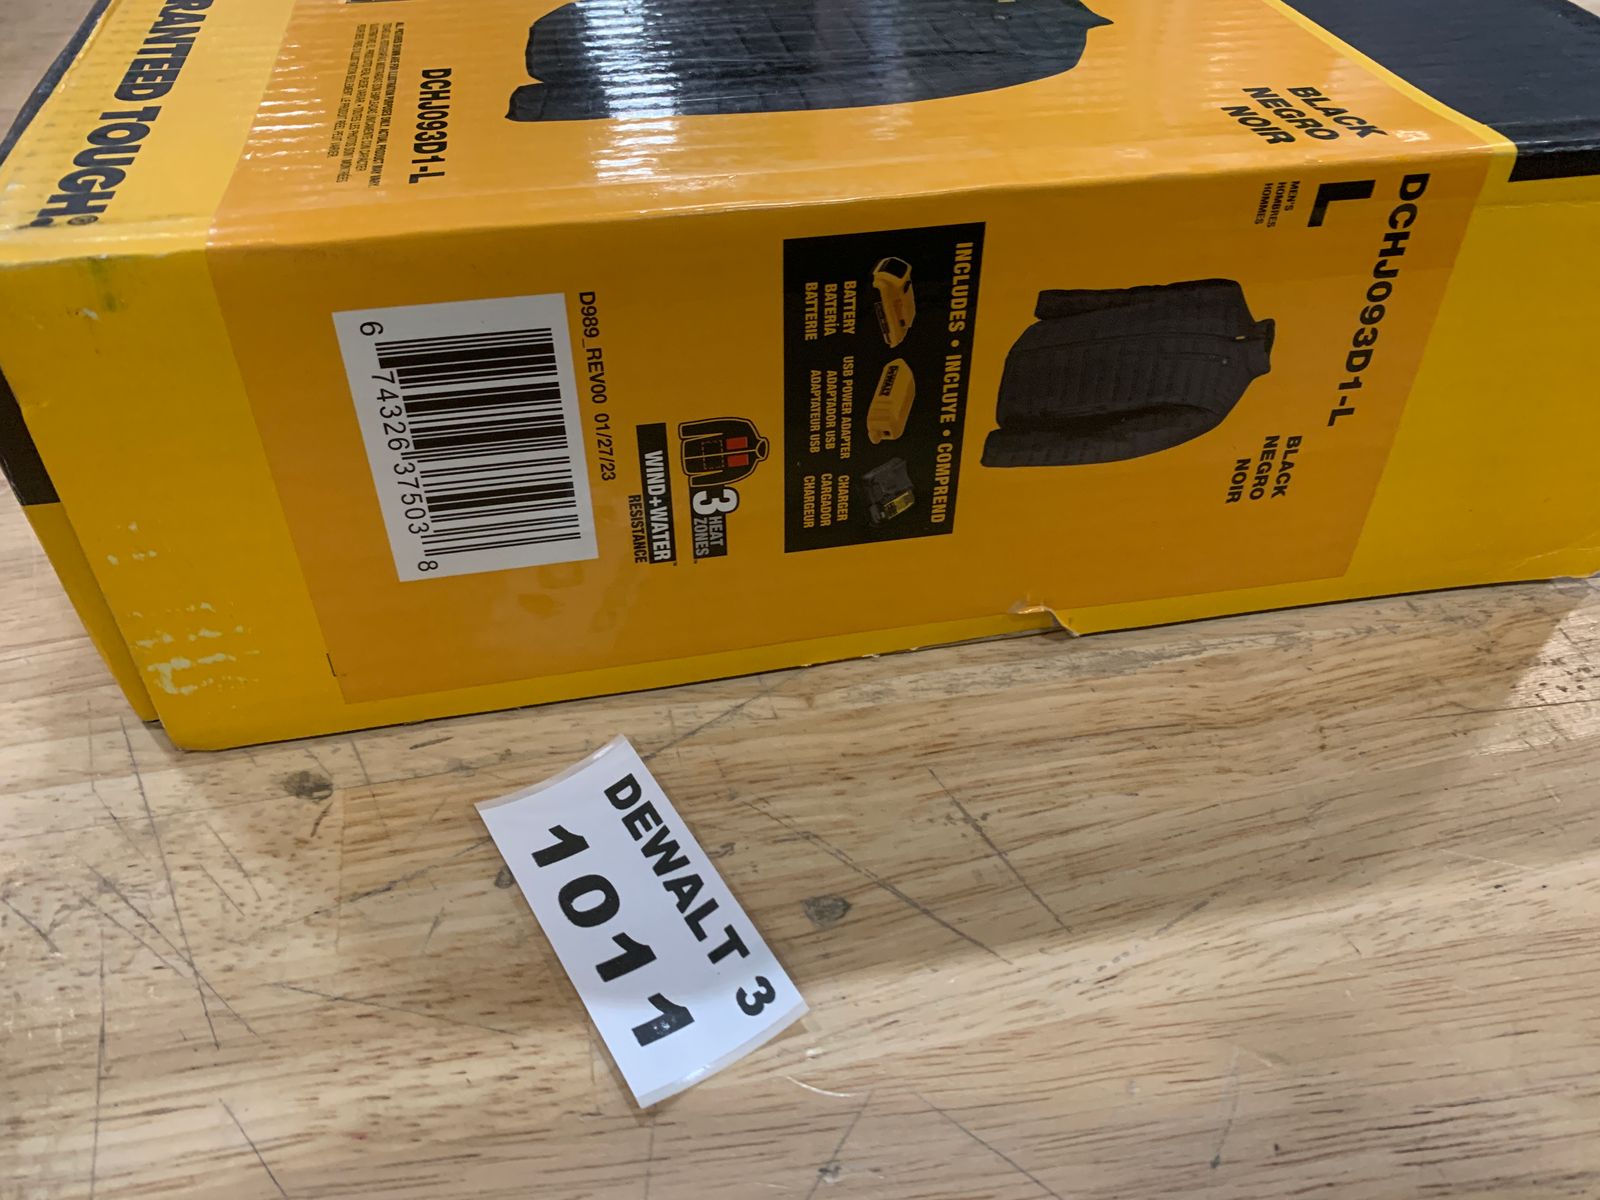 RANTEED TOUGH.®
DCHJ093D1-L
BLACK
NEGRO
NOIR
DCHJ093D1-L
L
MEN'S
HOMBRES
HOMMES
BLACK
NEGRO
NOIR
INCLUDES • INCLUYE • COMPREND
BATTERY
BATERÍA
BATTERIE
USB POWER ADAPTER
ADAPTADOR USB
ADAPTATEUR USB
CHARGER
CARGADOR
CHARGEUR
3 HEAT
ZONES™
WIND+WATER™
RESISTANCE
D989_REV00 01/27/23
6 74326 37503 8
DEWALT 3
1011